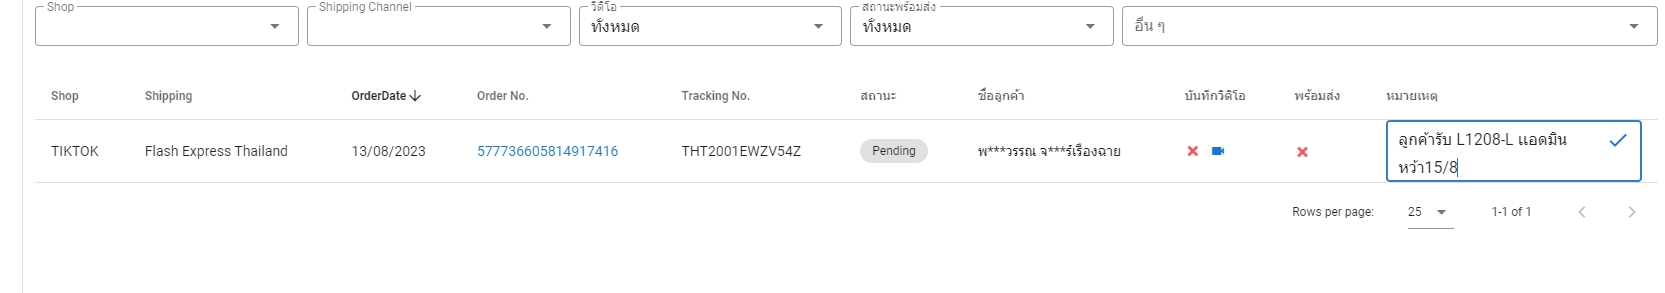 Shop Shipping Channel วิดีโอ สถานะพร้อมส่ง
ทั้งหมด ทั้งหมด อื่น ๆ
Shop Shipping OrderDate Order No. Tracking No. สถานะ ชื่อลูกค้า บันทึกวิดิโอ พร้อมส่ง หมายเหตุ
TIKTOK Flash Express Thailand 13/08/2023 577736605814917416 THT2001EWZV54Z Pending พ***วรรณ จ***ร์เรืองฉาย ลูกค้ารับ L1208-L แอดมิน
หว้า15/8
Rows per page: 25 1-1 of 1